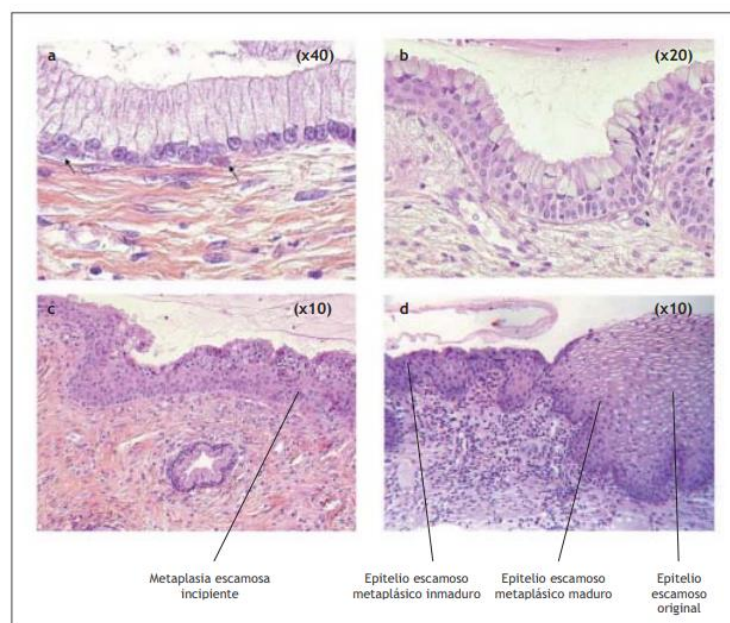 a
(x40)
b
(x20)
c
(x10)
d
(x10)
Metaplasia escamosa
incipiente
Epitelio escamoso
metaplásico inmaduro
Epitelio escamoso
metaplásico maduro
Epitelio
escamoso
original